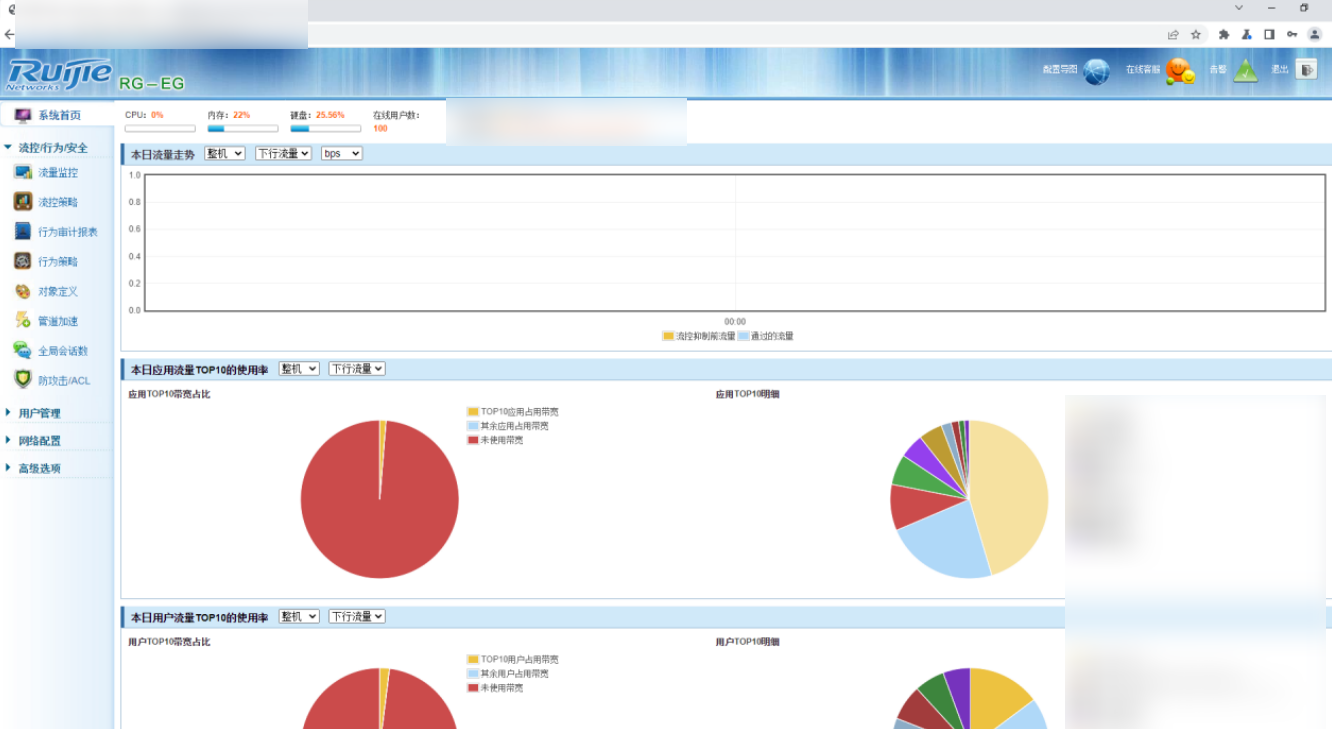 Ruijie
Networks
RG-EG
配置导图
在线客服
告警
退出
系统首页
CPU: 0%
内存: 22%
硬盘: 25.56%
在线用户数:
100
流控/行为/安全
流量监控
流控策略
行为审计报表
行为策略
对象定义
管道加速
全局会话数
防攻击/ACL
用户管理
网络配置
高级选项
本日流量走势 整机 下行流量 bps
1.0
0.8
0.6
0.4
0.2
0.0
00:00
流控抑制前流量 通过的流量
本日应用流量TOP10的使用率 整机 下行流量
应用TOP10带宽占比
TOP10应用占用带宽
其余应用占用带宽
未使用带宽
应用TOP10明细
本日用户流量TOP10的使用率 整机 下行流量
用户TOP10带宽占比
TOP10用户占用带宽
其余用户占用带宽
未使用带宽
用户TOP10明细